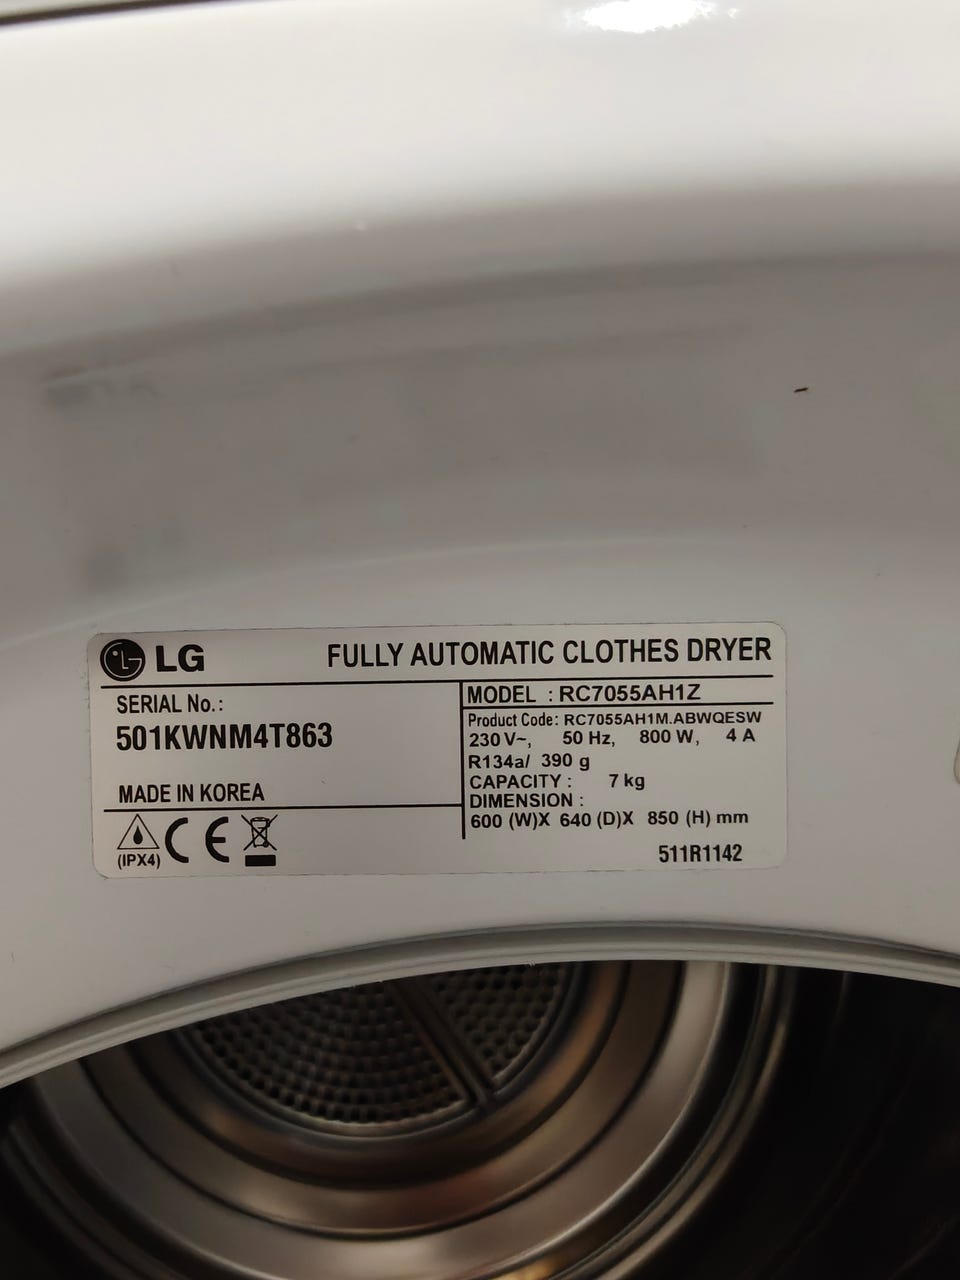 LG
FULLY AUTOMATIC CLOTHES DRYER
SERIAL No.:
501KWNM4T863
MADE IN KOREA
(IPX4) CE
MODEL : RC7055AH1Z
Product Code: RC7055AH1M.ABWQESW
230 V~, 50 Hz, 800 W, 4 A
R134a/ 390 g
CAPACITY : 7 kg
DIMENSION :
600 (W)X 640 (D)X 850 (H) mm
511R1142